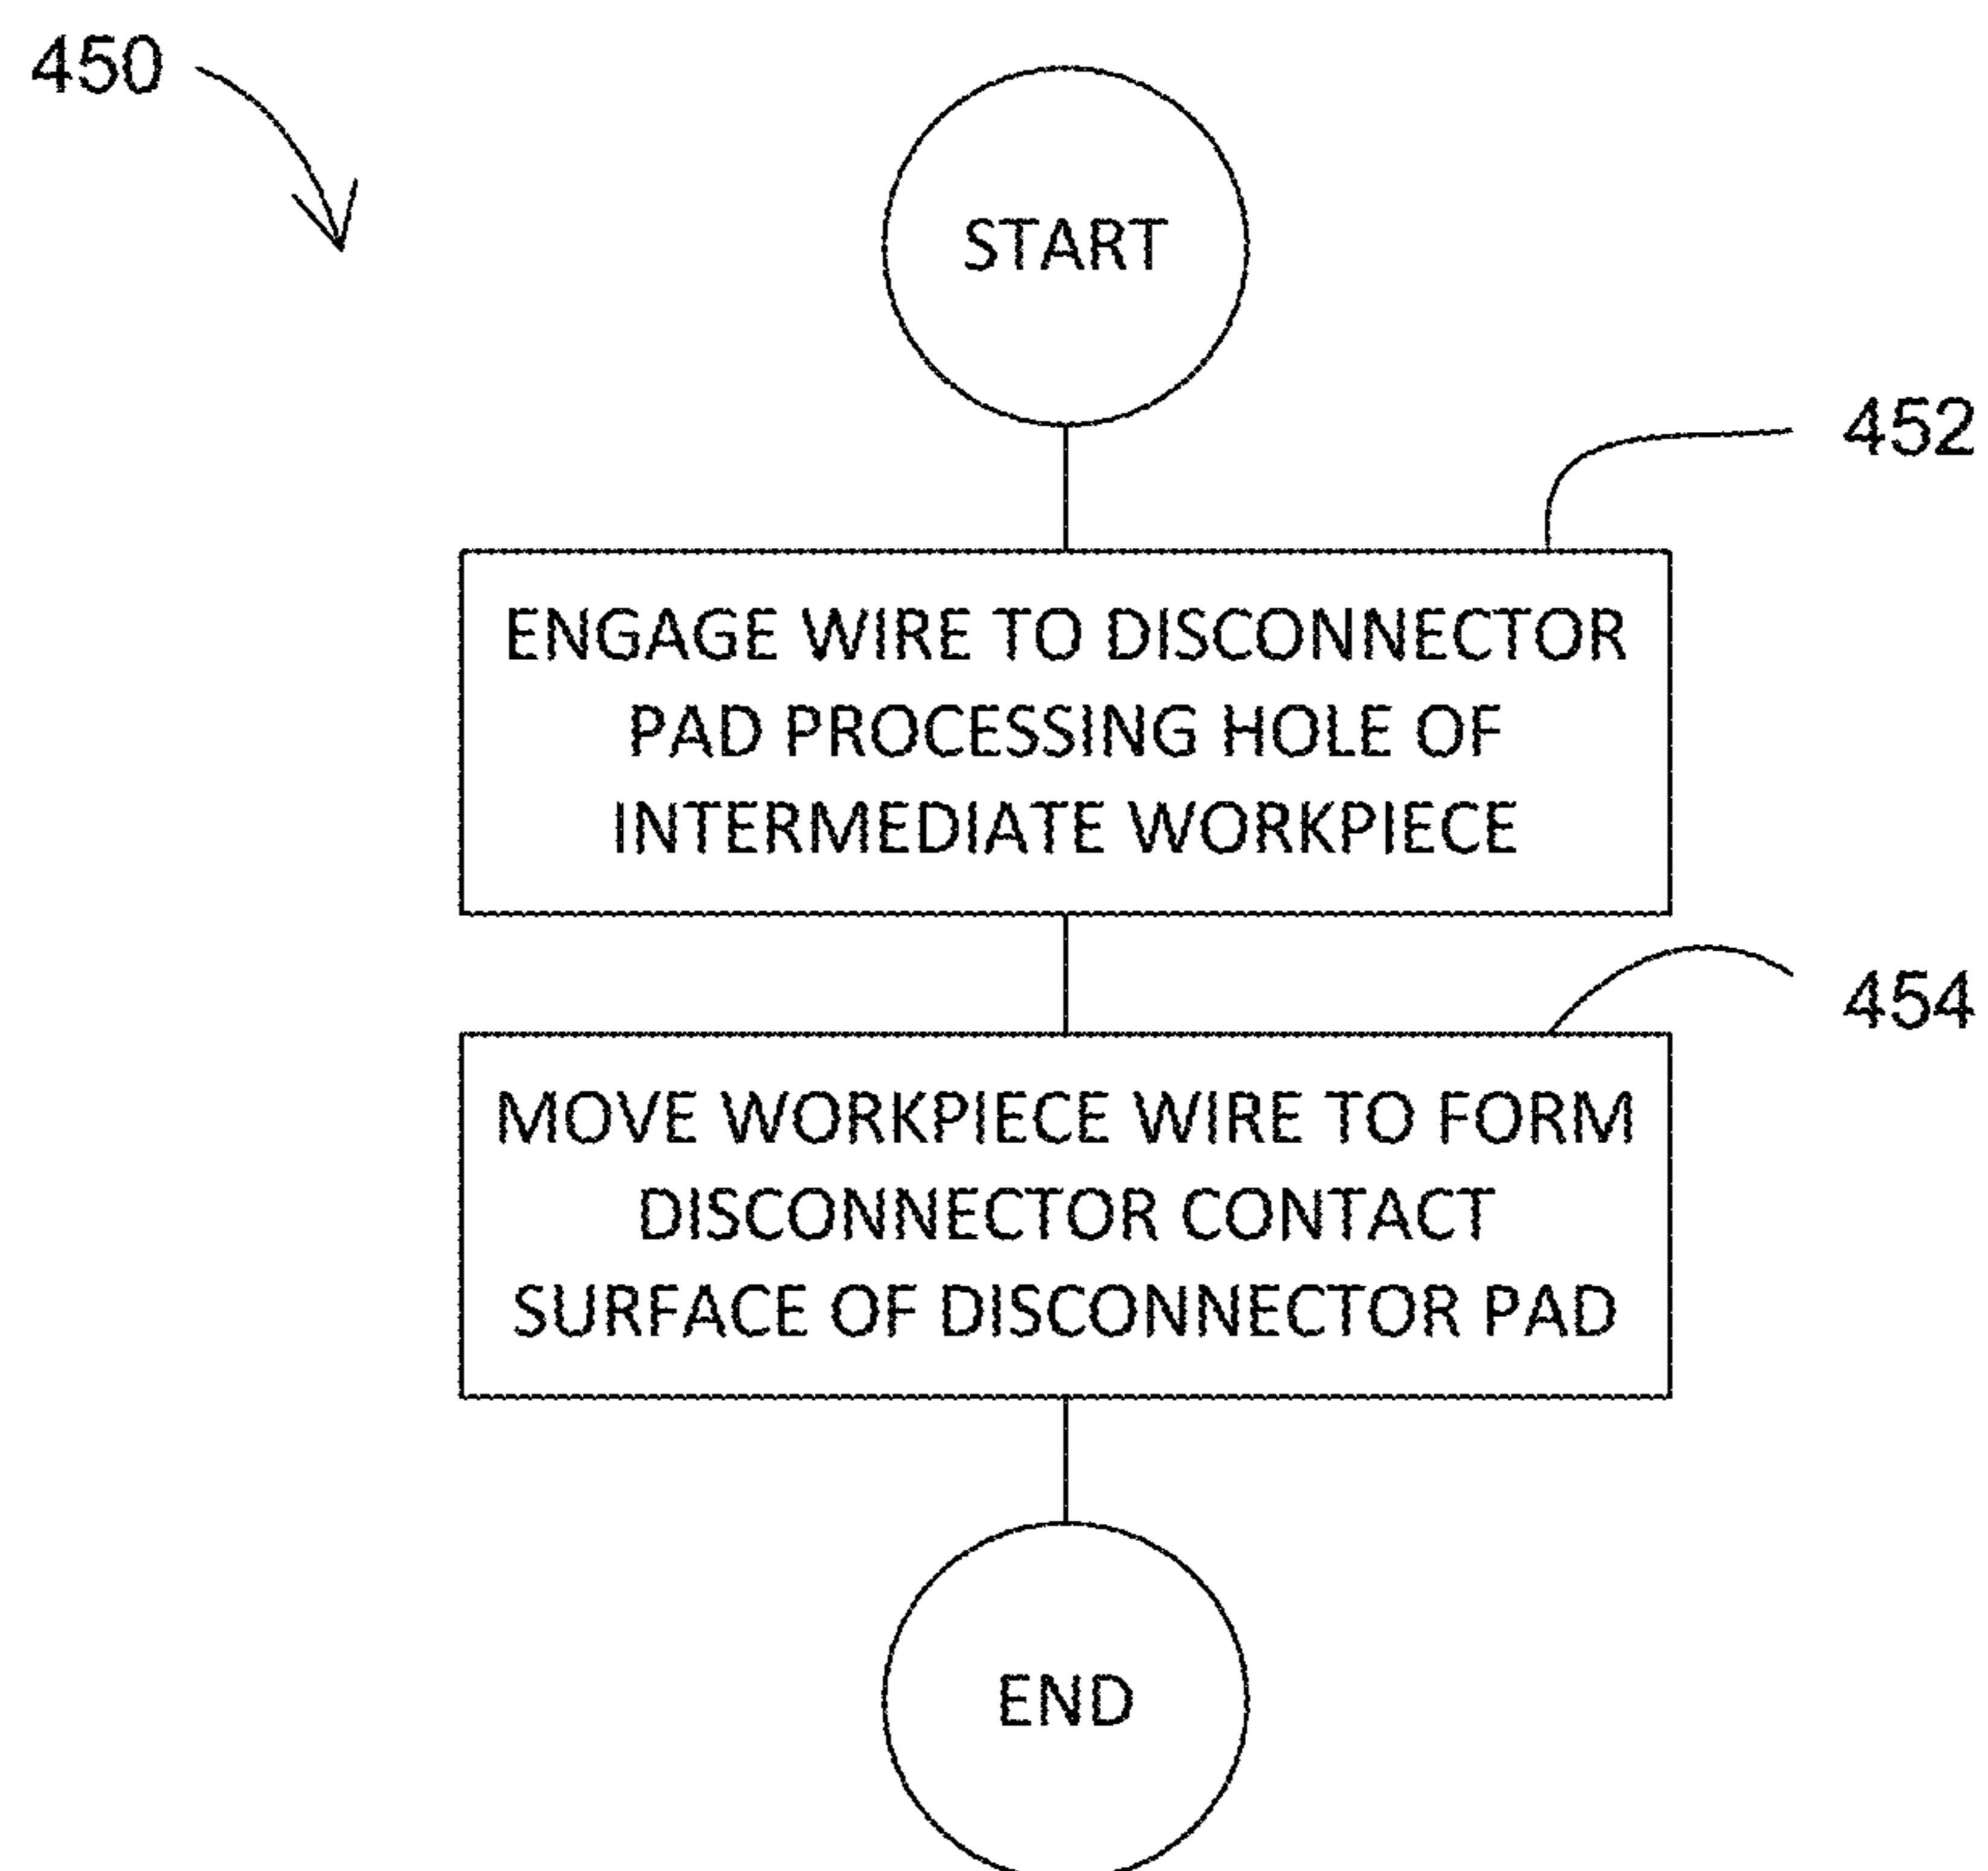 450
START
452
ENGAGE WIRE TO DISCONNECTOR
PAD PROCESSING HOLE OF
INTERMEDIATE WORKPIECE
454
MOVE WORKPIECE WIRE TO FORM
DISCONNECTOR CONTACT
SURFACE OF DISCONNECTOR PAD
END